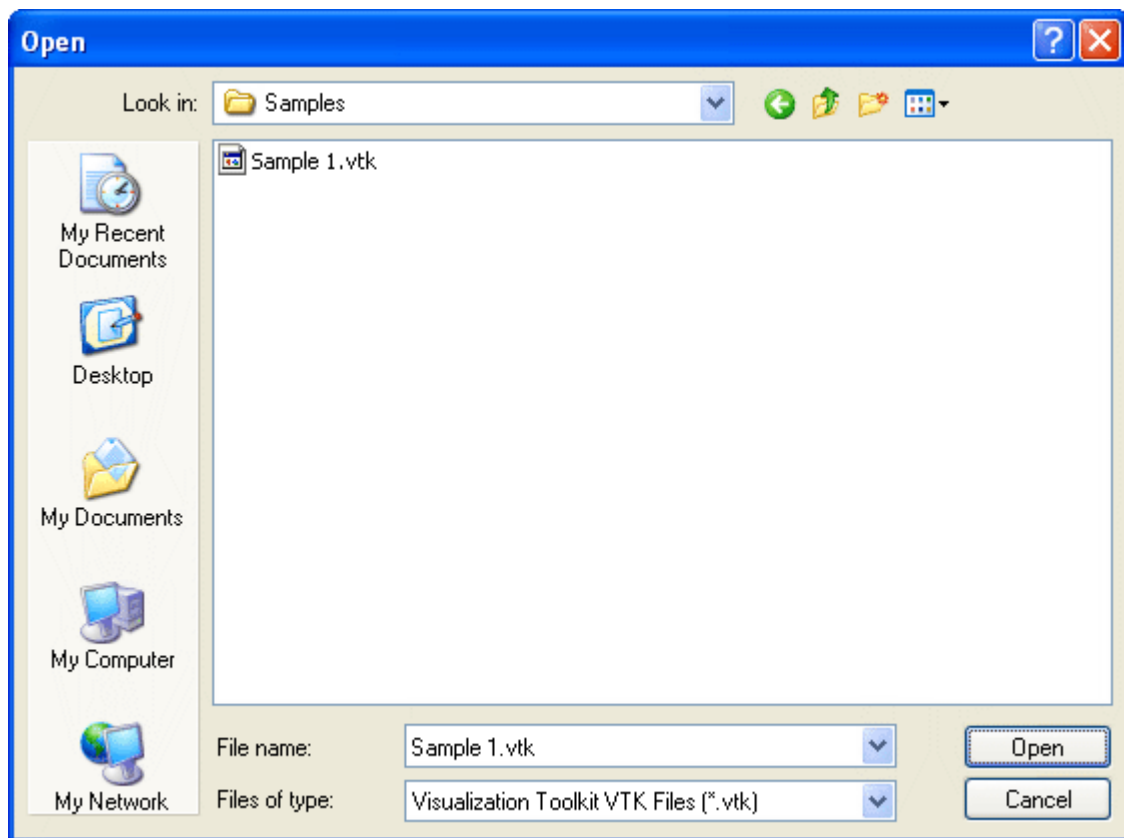 Open
Look in: Samples
Sample 1.vtk
My Recent
Documents
Desktop
My Documents
My Computer
My Network
File name: Sample 1.vtk Open
Files of type: Visualization Toolkit VTK Files (*.vtk) Cancel